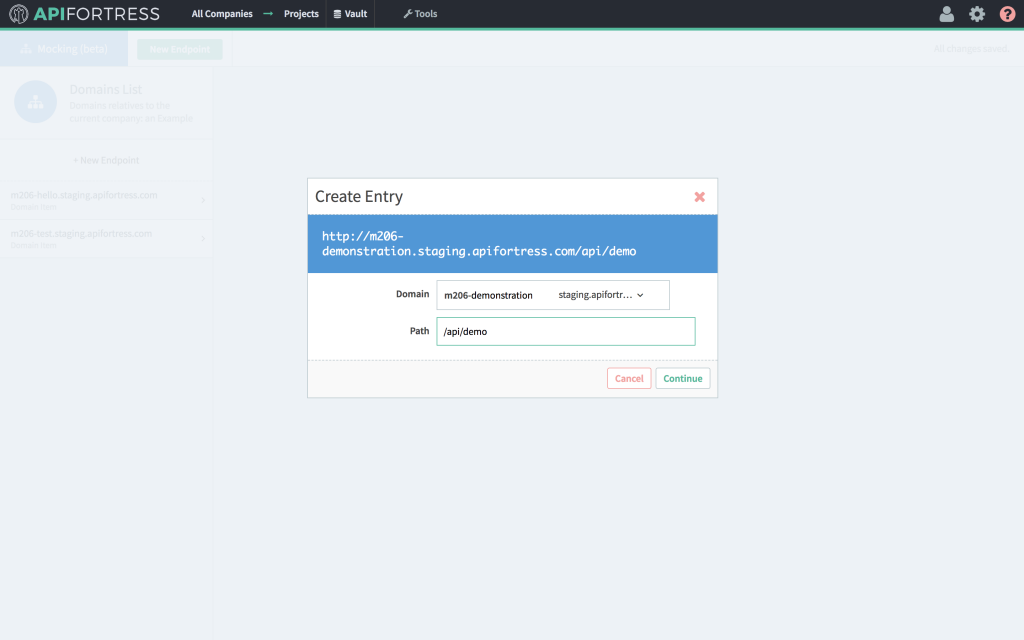 APIFORTRESS
All Companies → Projects Vault Tools ?
Mocking (beta) New Endpoint All changes saved.
Domains List
Domains relatives to the
current company: an Example
+ New Endpoint
m206-hello.staging.apifortress.com
Domain Item
m206-test.staging.apifortress.com
Domain Item
Create Entry
http://m206-
demonstration.staging.apifortress.com/api/demo
Domain m206-demonstration staging.apifortr...
Path /api/demo
Cancel Continue